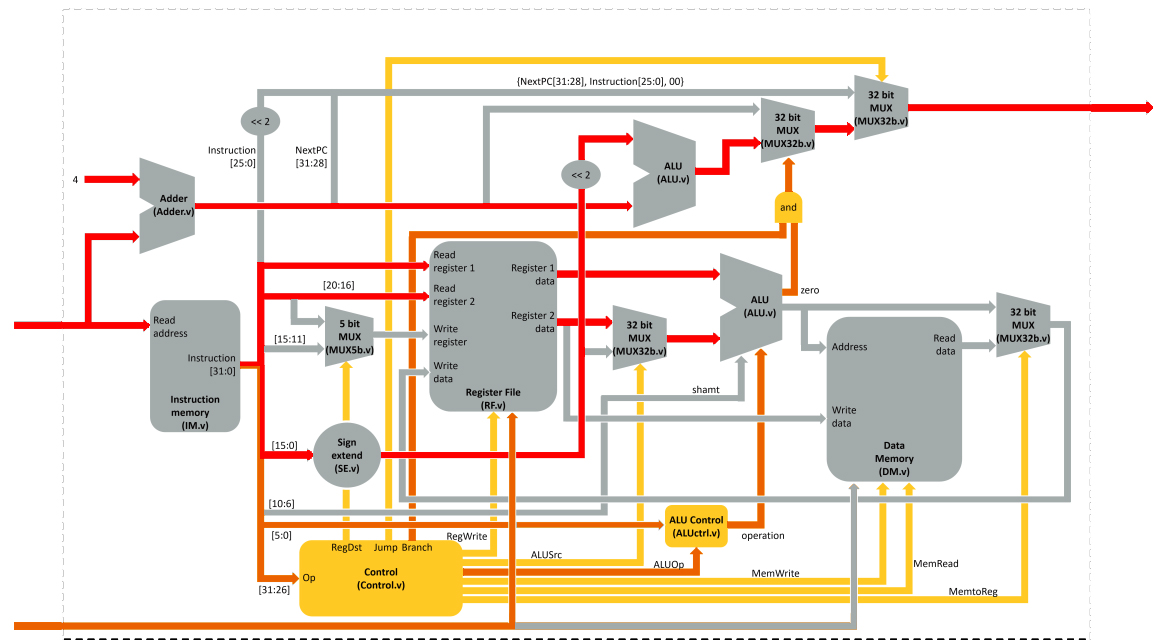 {NextPC[31:28], Instruction[25:0], 00}
32 bit
MUX
(MUX32b.v)
<< 2
32 bit
MUX
(MUX32b.v)
Instruction
[25:0]
NextPC
[31:28]
ALU
(ALU.v)
<< 2
4
Adder
(Adder.v)
and
Read
register 1
Register 1
data
[20:16]
Read
register 2
zero
ALU
(ALU.v)
Read
address
5 bit
MUX
(MUX5b.v)
Write
register
Register 2
data
32 bit
MUX
(MUX32b.v)
32 bit
MUX
(MUX32b.v)
[15:11]
Address
Read
data
Instruction
[31:0]
Write
data
Register File
(RF.v)
shamt
Instruction
memory
(IM.v)
Write
data
[15:0]
Sign
extend
(SE.v)
Data
Memory
(DM.v)
[10:6]
[5:0]
ALU Control
(ALUctrl.v)
operation
RegDst
Jump
Branch
RegWrite
ALUSrc
ALUOp
MemWrite
MemRead
MemtoReg
Op
Control
(Control.v)
[31:26]